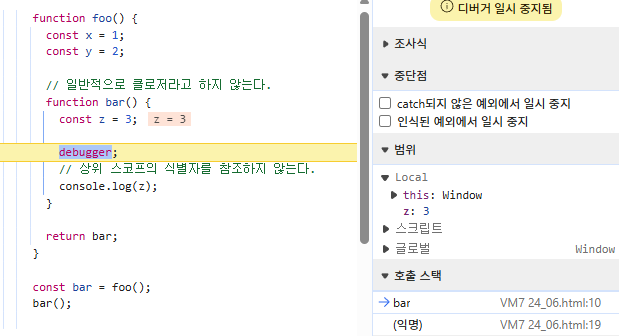 function foo() {
const x = 1;
const y = 2;
// 일반적으로 클로저라고 하지 않는다.
function bar() {
const z = 3; z = 3
debugger;
// 상위 스코프의 식별자를 참조하지 않는다.
console.log(z);
}
return bar;
}
const bar = foo();
bar();
디버거 일시 중지됨
조사식
중단점
catch되지 않은 예외에서 일시 중지
인식된 예외에서 일시 중지
범위
Local
this: Window
z: 3
스크립트
글로벌 Window
호출 스택
bar VM7 24_06.html:10
(익명) VM7 24_06.html:19